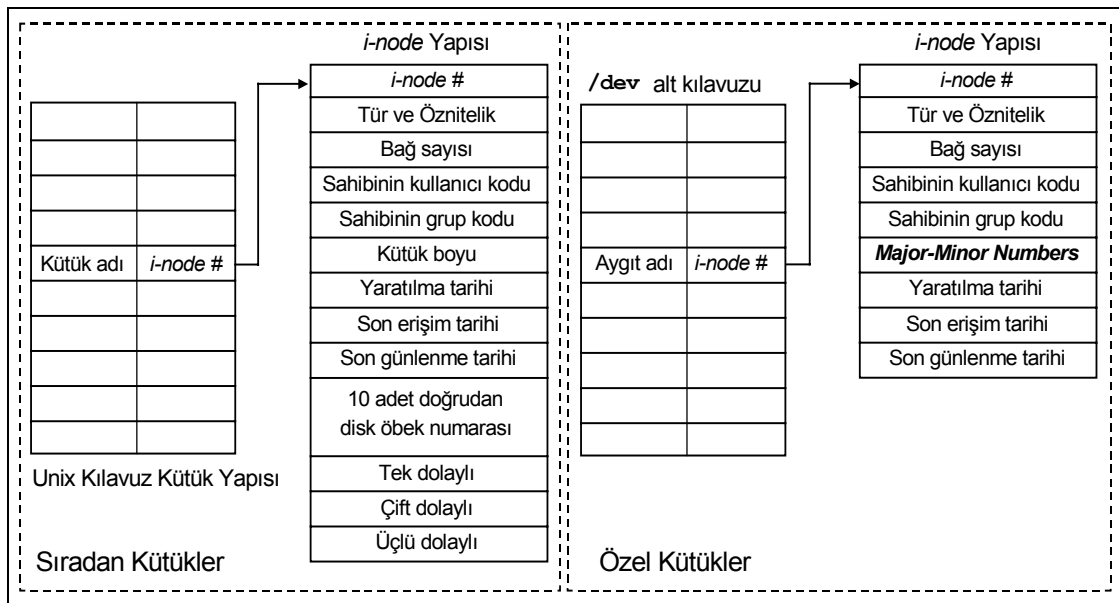 i-node Yapısı
i-node #
Tür ve Öznitelik
Bağ sayısı
Sahibinin kullanıcı kodu
Sahibinin grup kodu
Kütük adı
i-node #
Kütük boyu
Yaratılma tarihi
Son erişim tarihi
Son günlenme tarihi
10 adet doğrudan
disk öbek numarası
Tek dolaylı
Çift dolaylı
Üçlü dolaylı
Unix Kılavuz Kütük Yapısı
Sıradan Kütükler
i-node Yapısı
/dev alt kılavuzu
i-node #
Tür ve Öznitelik
Bağ sayısı
Sahibinin kullanıcı kodu
Sahibinin grup kodu
Aygıt adı
i-node #
Major-Minor Numbers
Yaratılma tarihi
Son erişim tarihi
Son günlenme tarihi
Özel Kütükler